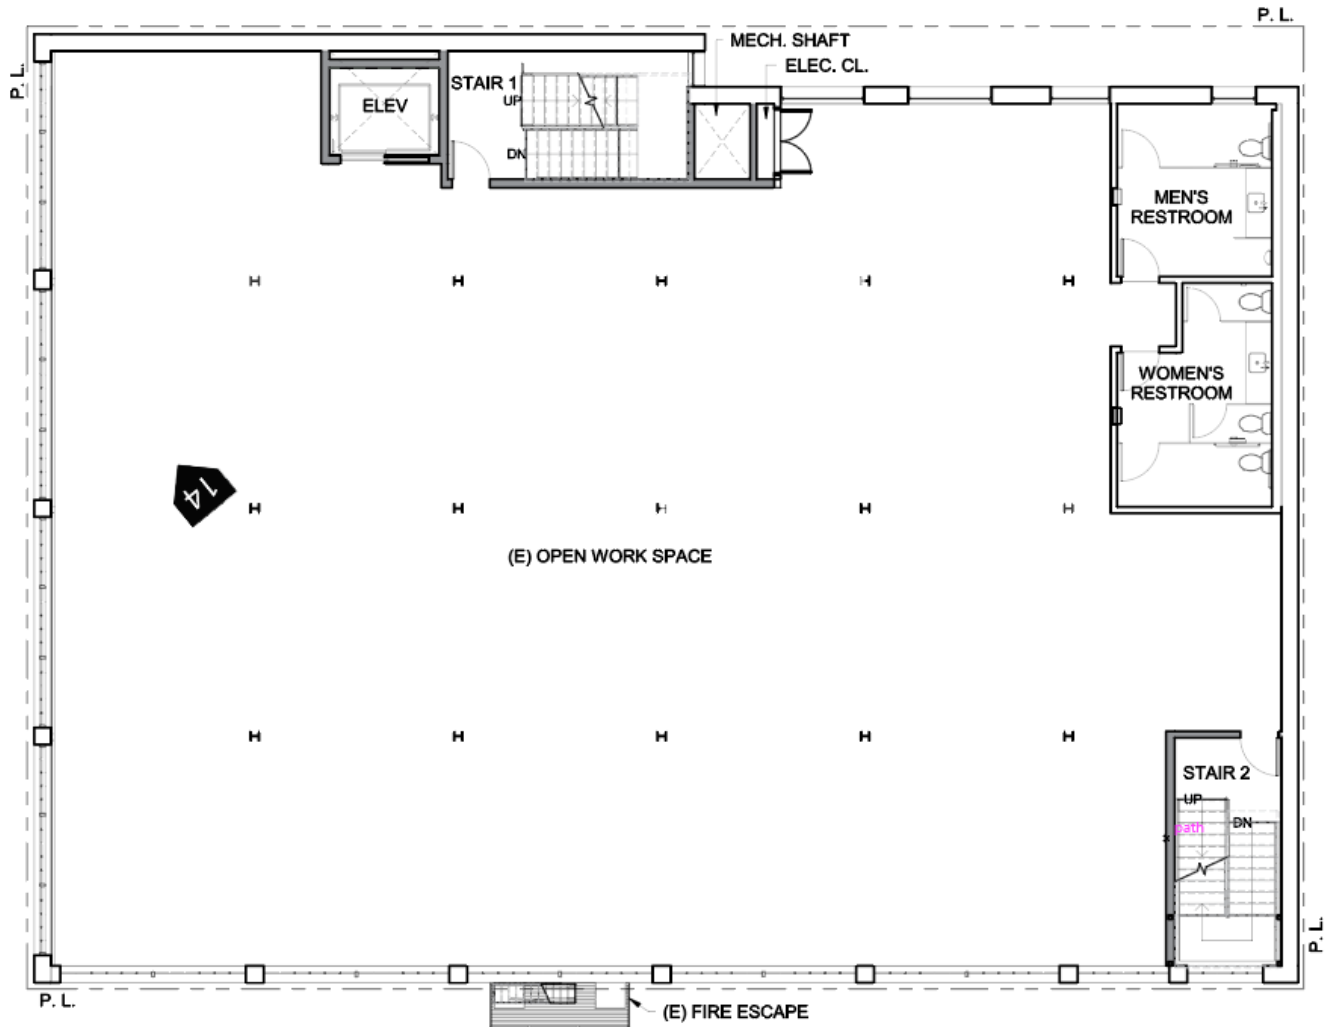 P. L.
P. L.
MECH. SHAFT
ELEC. CL.
STAIR 1
UP
ELEV
DN
MEN'S
RESTROOM
WOMEN'S
RESTROOM
14
(E) OPEN WORK SPACE
STAIR 2
UP
DN
path
P. L.
P. L.
(E) FIRE ESCAPE